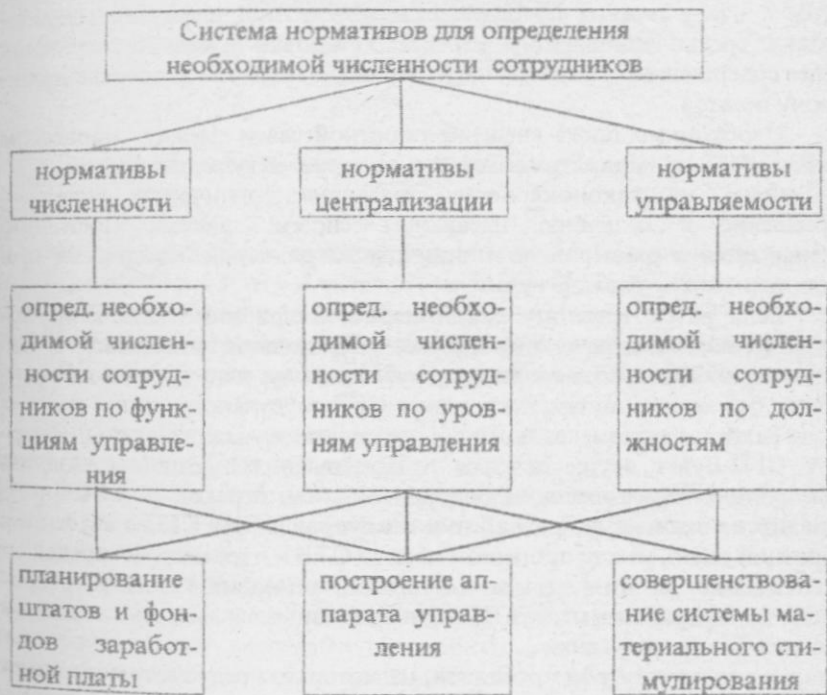 Система нормативов для определения
необходимой численности сотрудников
нормативы
численности
нормативы
централизации
нормативы
управляемости
опред. необхо-
димой числен-
ности сотруд-
ников по функ-
циям управле-
ния
опред. необхо-
димой числен-
ности сотруд-
ников по уров-
ням управления
опред. необхо-
димой числен-
ности сотруд-
ников по дол-
жностям
планирование
штатов и фон-
дов заработ-
ной платы
построение ап-
парата управ-
ления
совершенствова-
ние системы ма-
териального сти-
мулирования